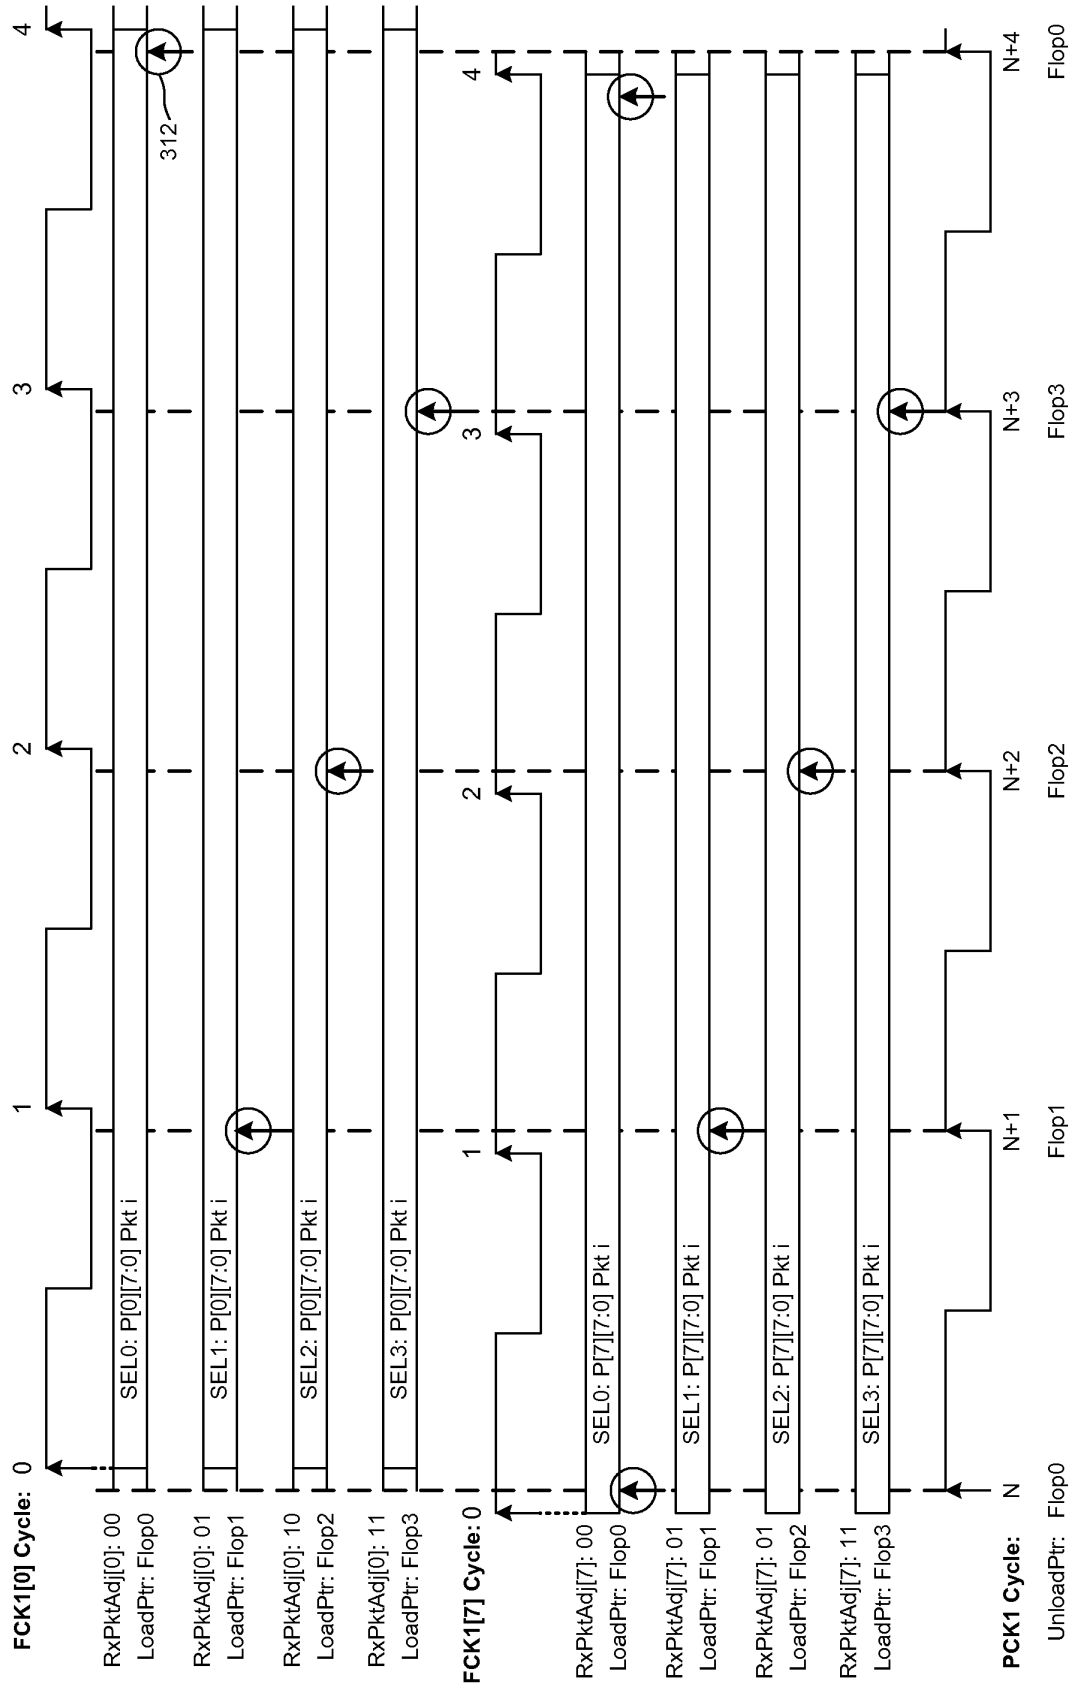 FCK1[0] Cycle: 0 1 2 3 4
RxPktAdj[0]: 00
LoadPtr: Flop0
SEL0: P[0][7:0] Pkt i
312
RxPktAdj[0]: 01
LoadPtr: Flop1
SEL1: P[0][7:0] Pkt i
RxPktAdj[0]: 10
LoadPtr: Flop2
SEL2: P[0][7:0] Pkt i
RxPktAdj[0]: 11
LoadPtr: Flop3
SEL3: P[0][7:0] Pkt i
FCK1[7] Cycle: 0 1 2 3 4
RxPktAdj[7]: 00
LoadPtr: Flop0
SEL0: P[7][7:0] Pkt i
RxPktAdj[7]: 01
LoadPtr: Flop1
SEL1: P[7][7:0] Pkt i
RxPktAdj[7]: 01
LoadPtr: Flop2
SEL2: P[7][7:0] Pkt i
RxPktAdj[7]: 11
LoadPtr: Flop3
SEL3: P[7][7:0] Pkt i
PCK1 Cycle: N N+1 N+2 N+3 N+4
UnloadPtr: Flop0 Flop1 Flop2 Flop3 Flop0